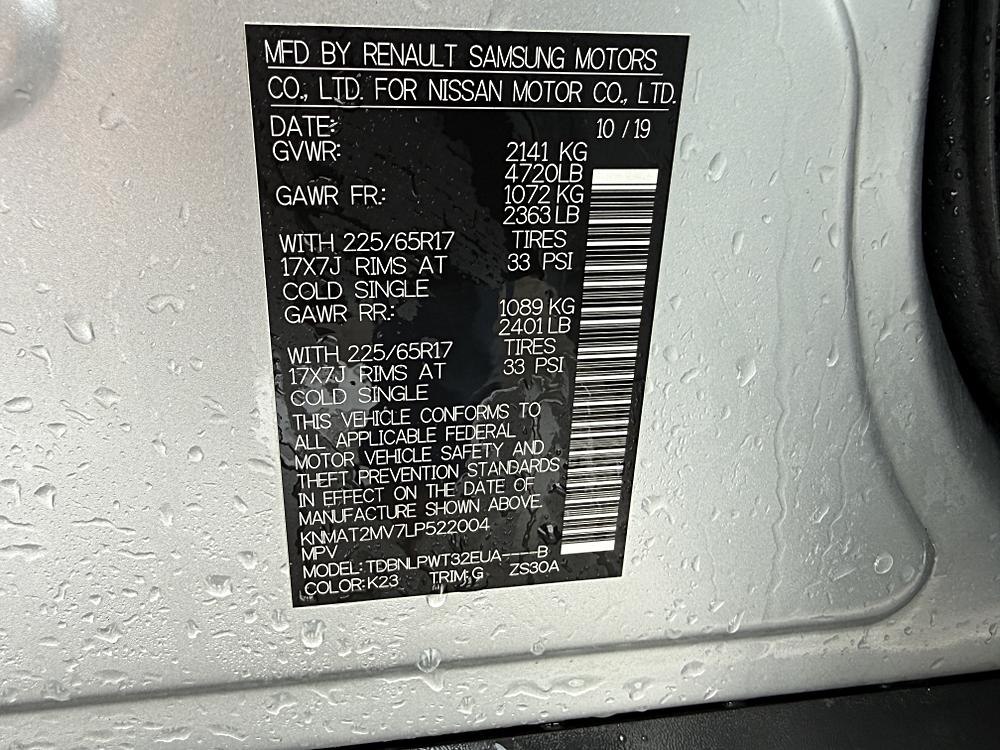 MFD BY RENAULT SAMSUNG MOTORS
CO., LTD. FOR NISSAN MOTOR CO., LTD.
DATE: 10 / 19
GVWR: 2141 KG
4720LB
GAWR FR.: 1072 KG
2363 LB
WITH 225/65R17 TIRES
17X7J RIMS AT 33 PSI
COLD SINGLE
GAWR RR.: 1089 KG
2401 LB
WITH 225/65R17 TIRES
17X7J RIMS AT 33 PSI
COLD SINGLE
THIS VEHICLE CONFORMS TO
ALL APPLICABLE FEDERAL
MOTOR VEHICLE SAFETY AND
THEFT PREVENTION STANDARDS
IN EFFECT ON THE DATE OF
MANUFACTURE SHOWN ABOVE.
KNMAT2MV7LP522004
MPV
MODEL: TDBNLPWT32EUA----B
COLOR: K23 TRIM: G ZS30A